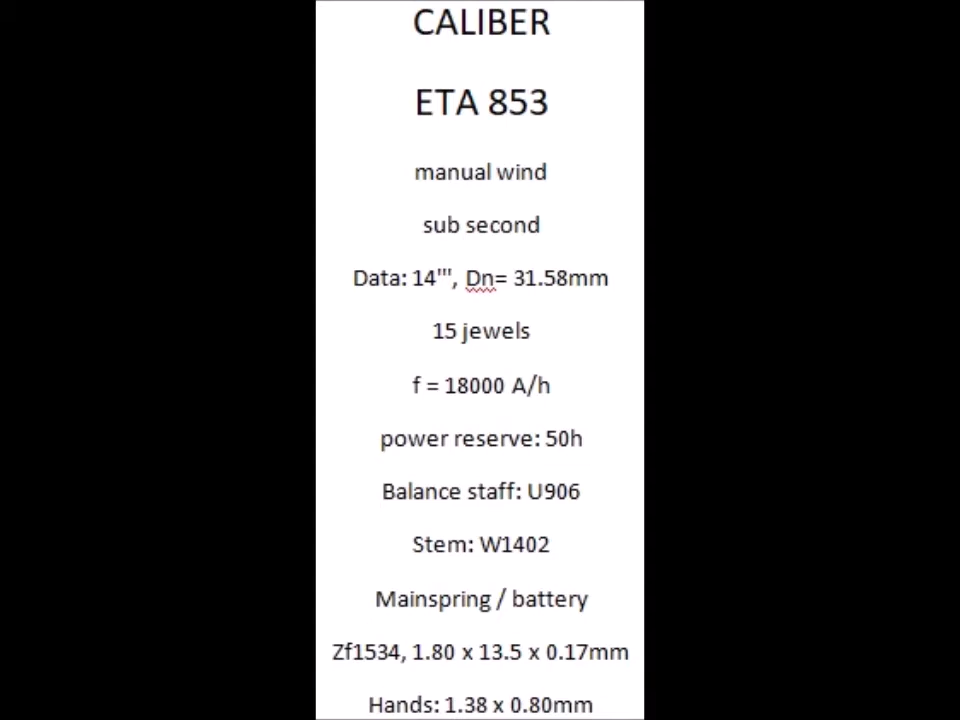 CALIBER
ETA 853
manual wind
sub second
Data: 14''', Dn= 31.58mm
15 jewels
f = 18000 A/h
power reserve: 50h
Balance staff: U906
Stem: W1402
Mainspring / battery
Zf1534, 1.80 x 13.5 x 0.17mm
Hands: 1.38 x 0.80mm